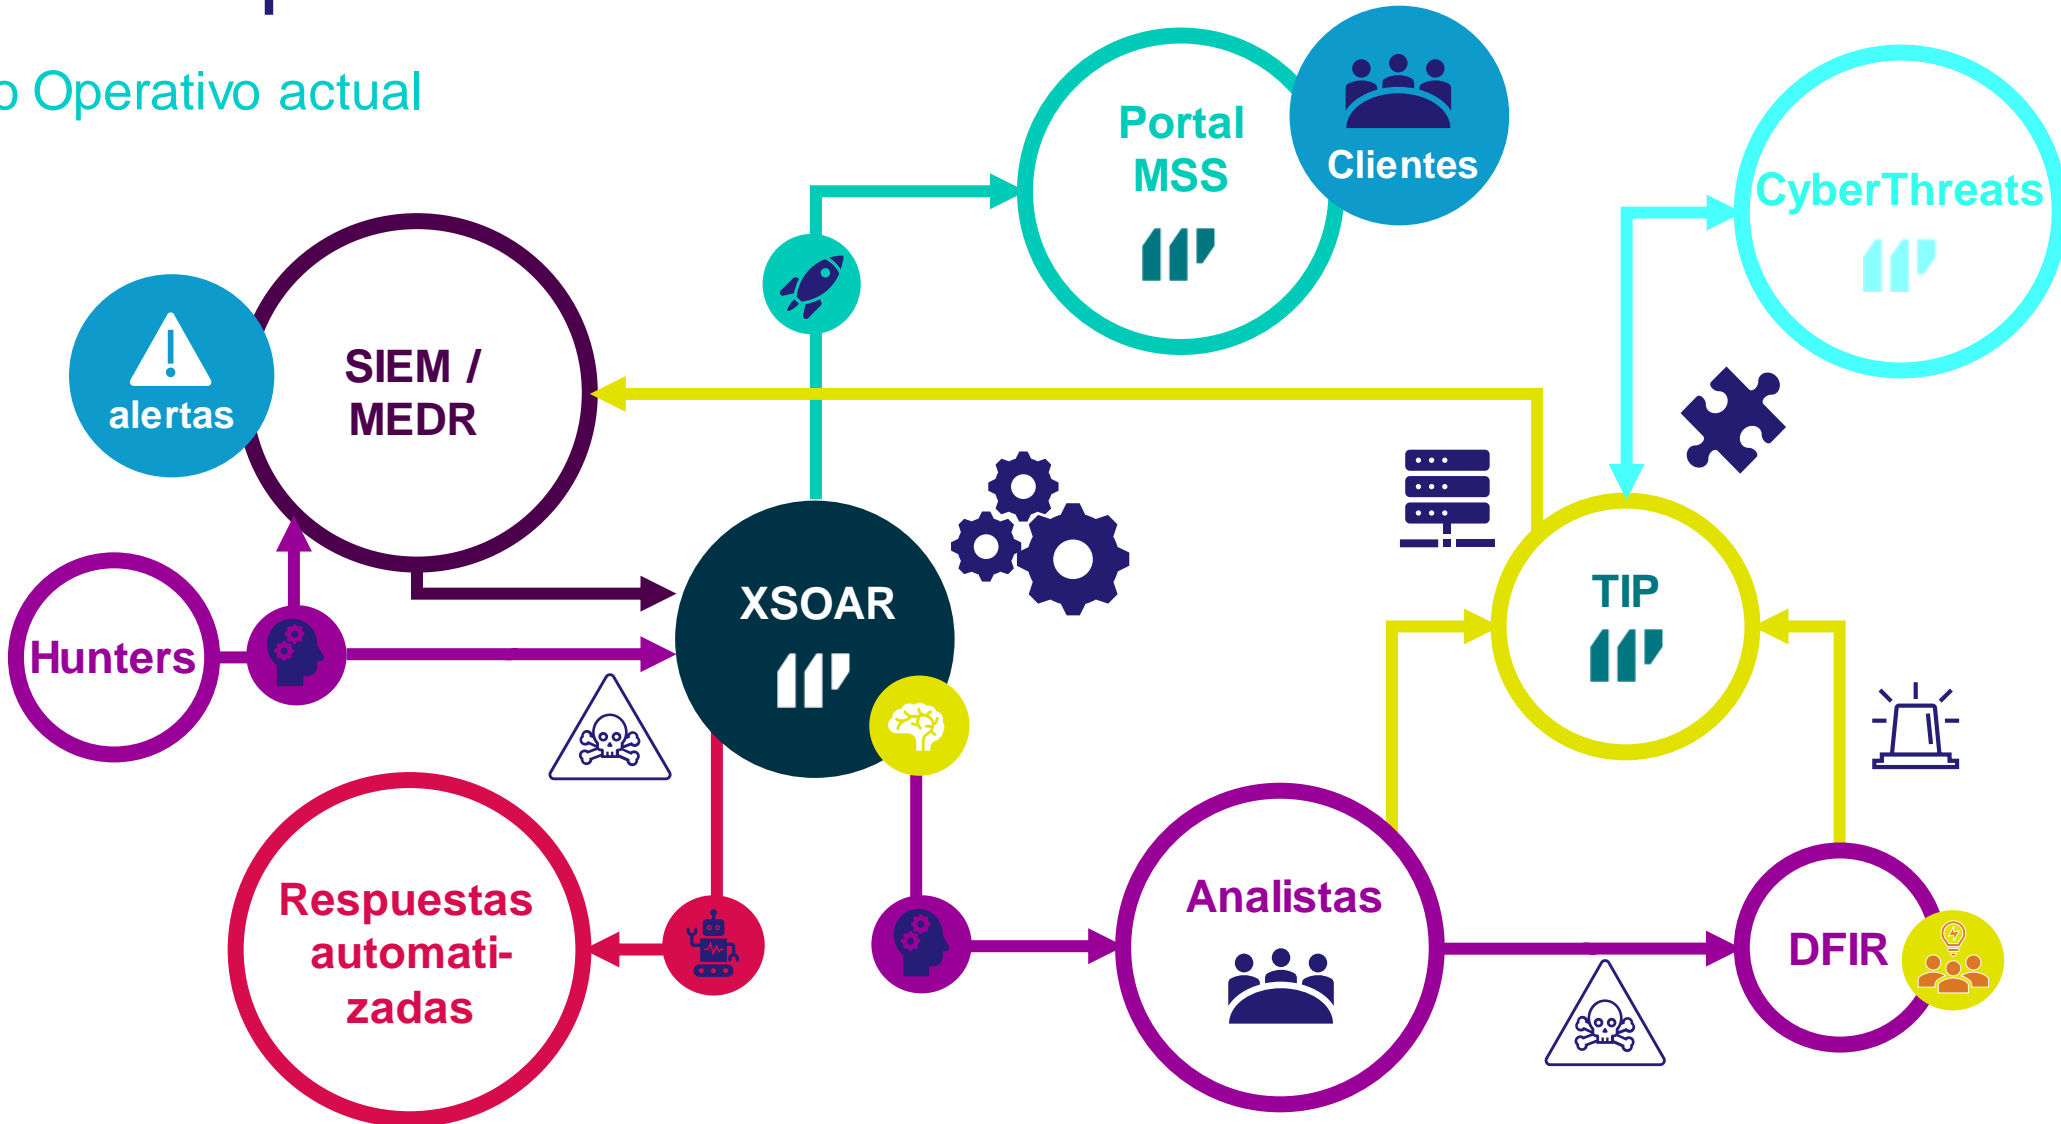 Operativo actual
Portal
MSS
Clientes
CyberThreats
SIEM /
MEDR
alertas
XSOAR
TIP
Hunters
Respuestas
automati-
zadas
Analistas
DFIR